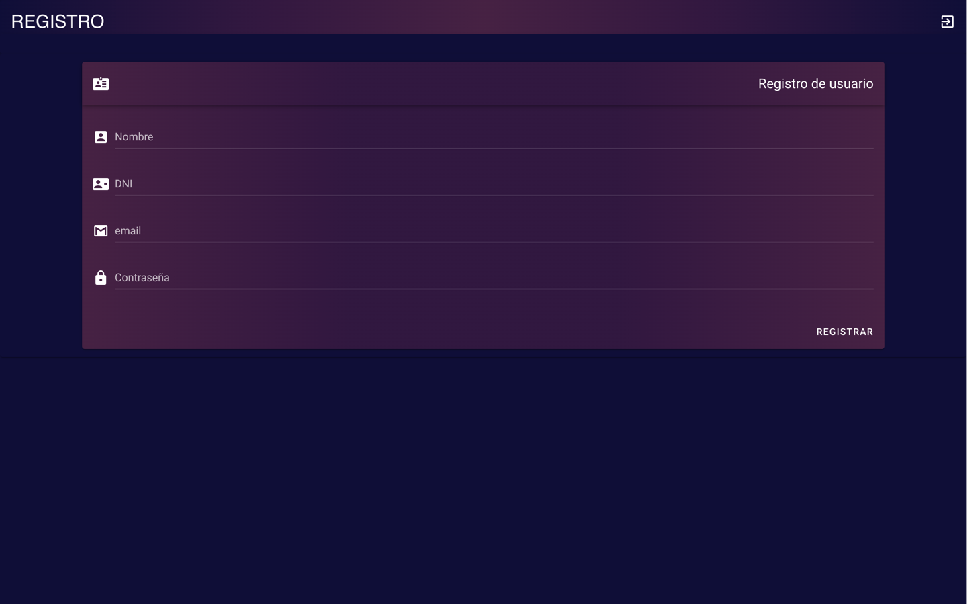 REGISTRO
Registro de usuario
Nombre
DNI
email
Contraseña
REGISTRAR